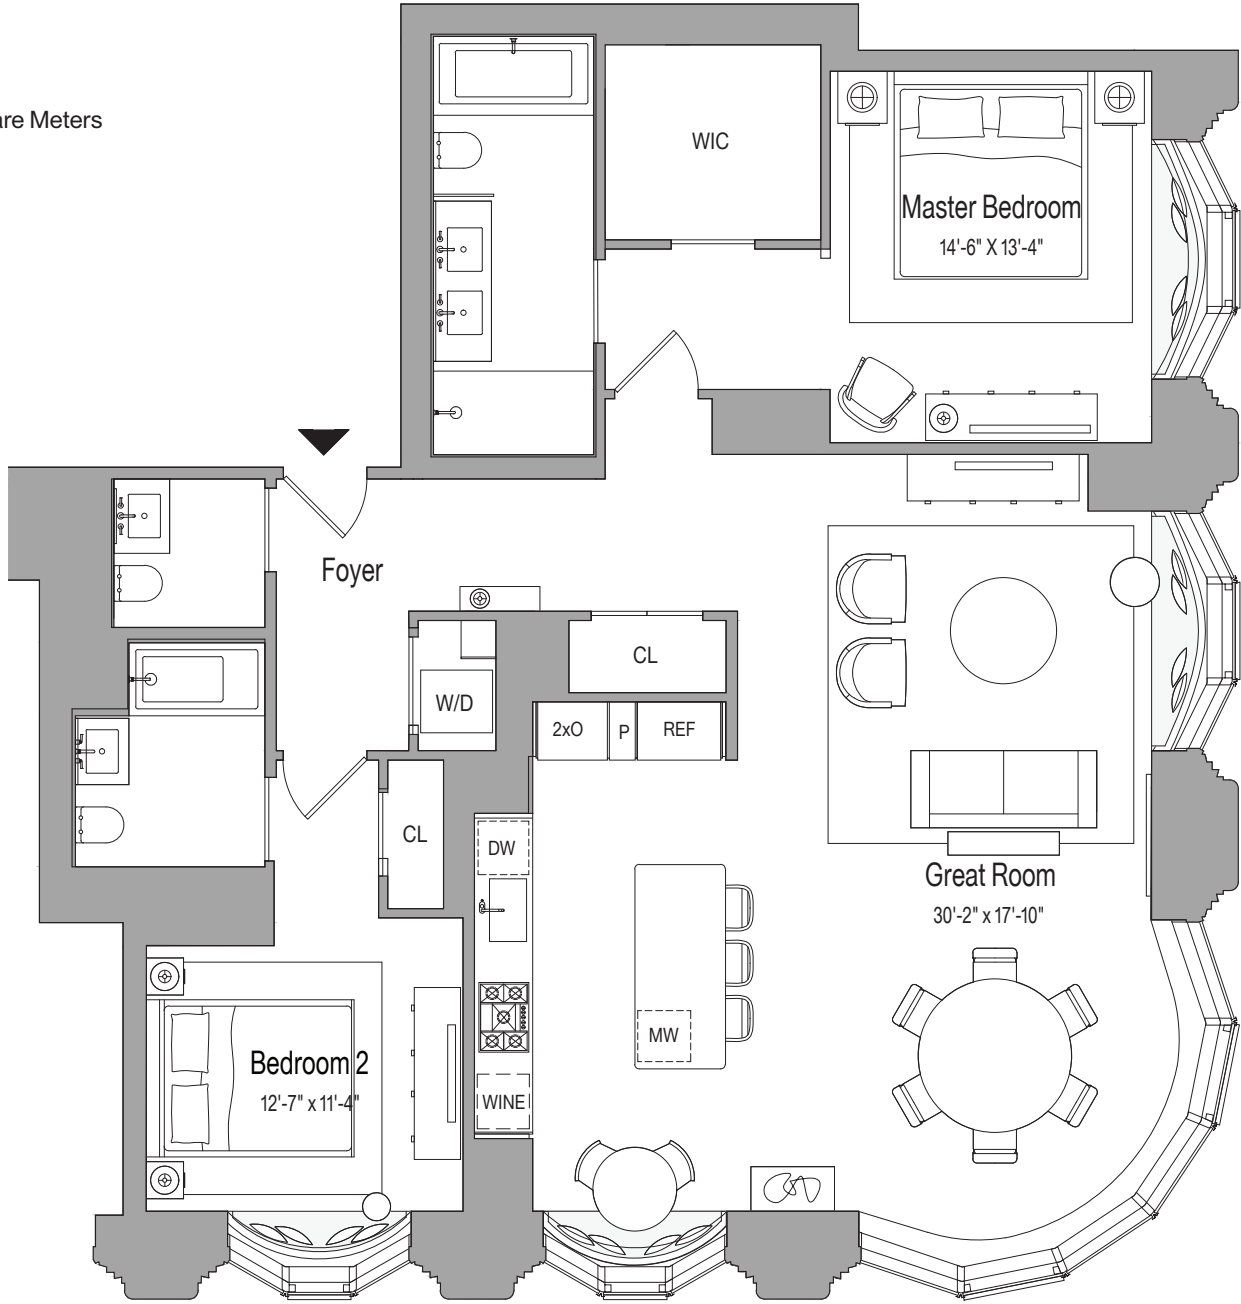 are Meters
WIC
Master Bedroom
14'-6" X 13'-4"
Foyer
CL
W/D
2xO
P
REF
CL
DW
Great Room
30'-2" x 17'-10"
MW
Bedroom 2
12'-7" x 11'-4"
WINE